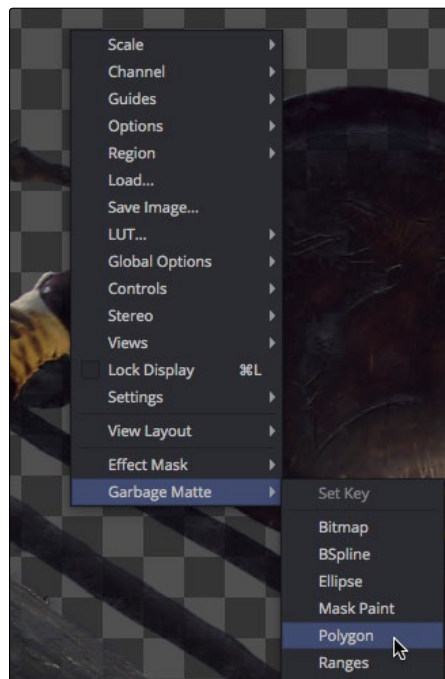 Scale
Channel
Guides
Options
Region
Load...
Save Image...
LUT...
Global Options
Controls
Stereo
Views
Lock Display ⌘L
Settings
View Layout
Effect Mask
Garbage Matte
Set Key
Bitmap
BSpline
Ellipse
Mask Paint
Polygon
Ranges